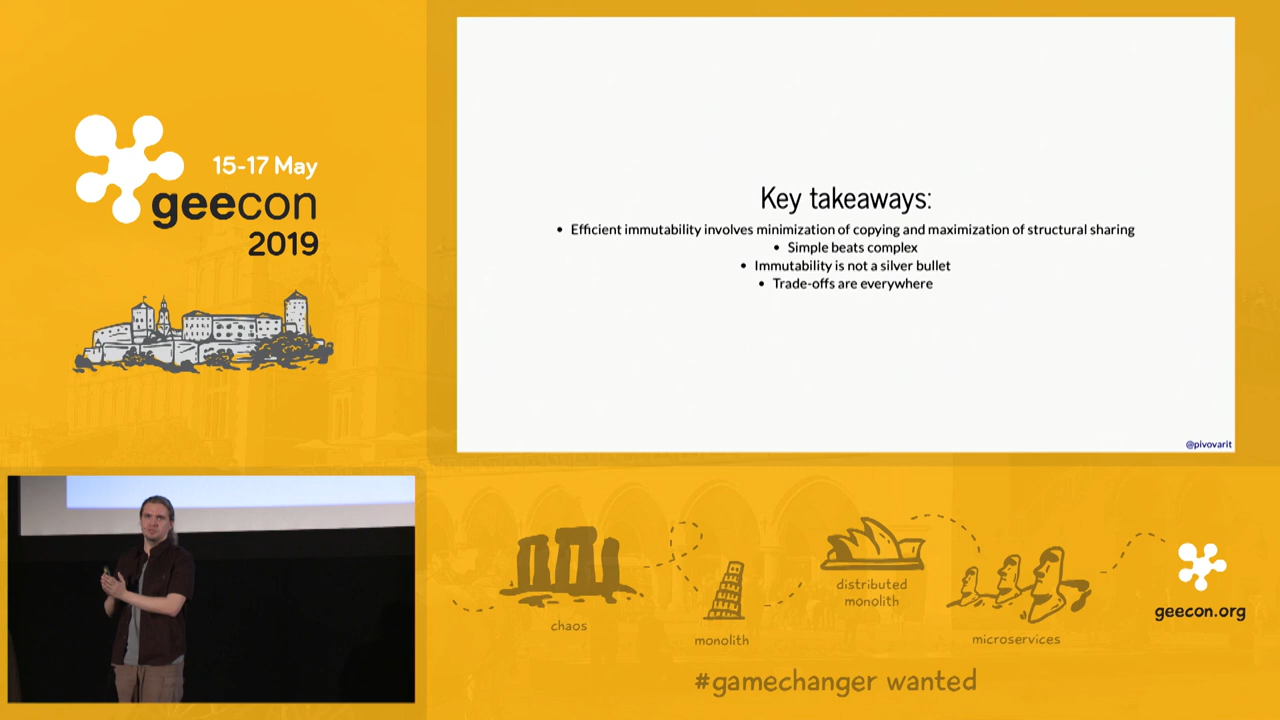 15-17 May
geecon
2019
Key takeaways:
• Efficient immutability involves minimization of copying and maximization of structural sharing
• Simple beats complex
• Immutability is not a silver bullet
• Trade-offs are everywhere
@pivovarit
chaos
monolith
distributed
monolith
microservices
geecon.org
#gamechanger wanted